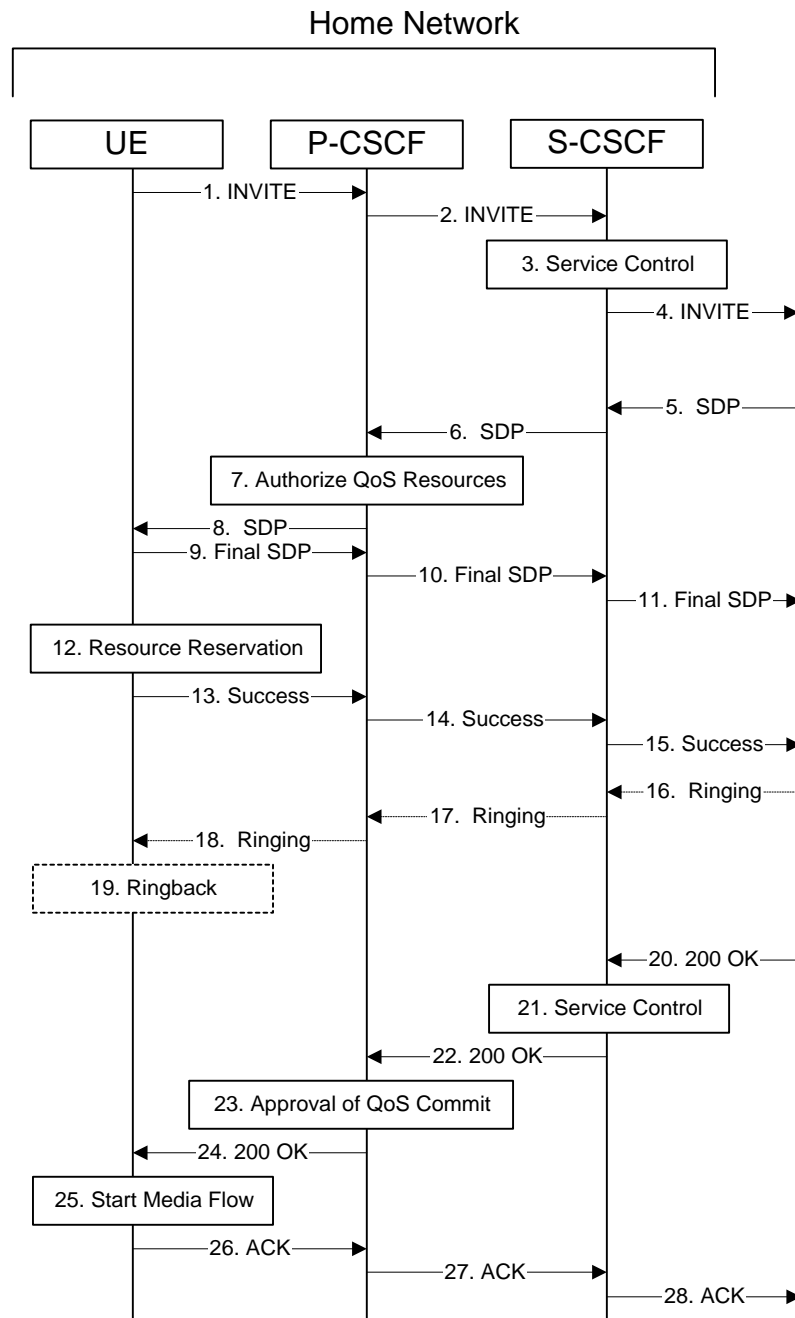 Home Network
UE
P-CSCF
S-CSCF
1. INVITE
2. INVITE
3. Service Control
4. INVITE
5. SDP
6. SDP
7. Authorize QoS Resources
8. SDP
9. Final SDP
10. Final SDP
11. Final SDP
12. Resource Reservation
13. Success
14. Success
15. Success
16. Ringing
17. Ringing
18. Ringing
19. Ringback
20. 200 OK
21. Service Control
22. 200 OK
23. Approval of QoS Commit
24. 200 OK
25. Start Media Flow
26. ACK
27. ACK
28. ACK